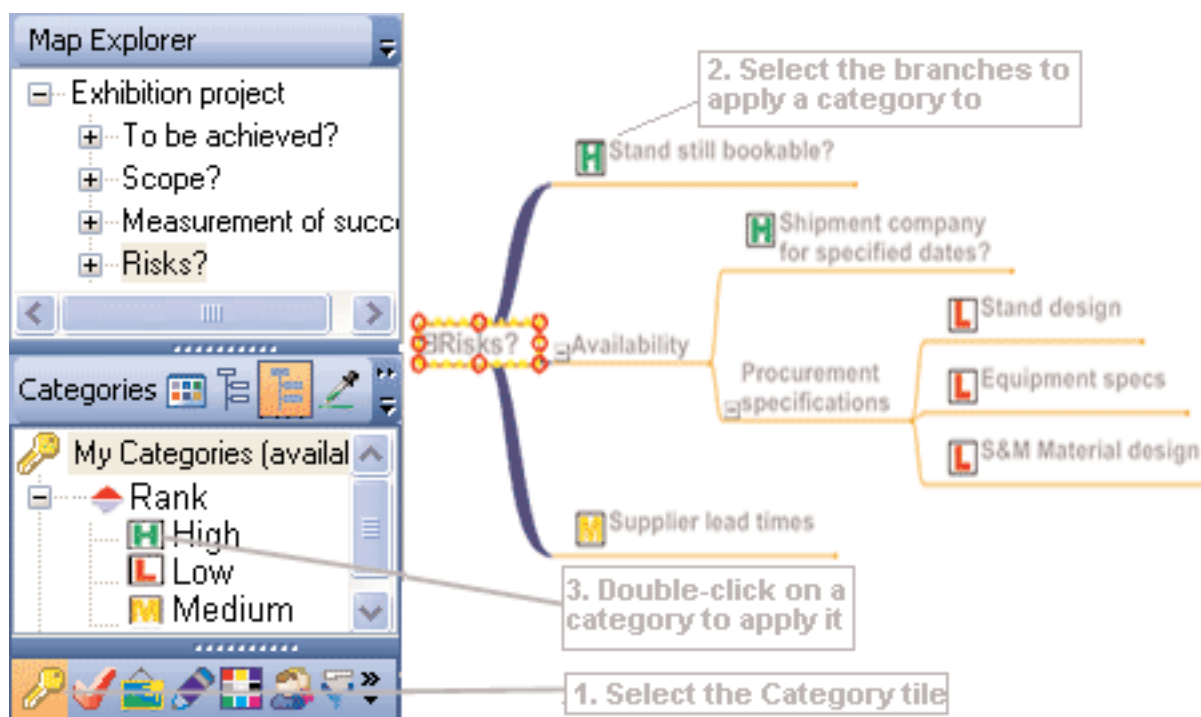 Map Explorer
Exhibition project
To be achieved?
Scope?
Measurement of succe
Risks?
Categories
My Categories (availal
Rank
H High
L Low
M Medium
2. Select the branches to
apply a category to
H Stand still bookable?
H Shipment company
for specified dates?
Risks?
Availability
Procurement
specifications
L Stand design
L Equipment specs
L S&M Material design
M Supplier lead times
3. Double-click on a
category to apply it
1. Select the Category tile